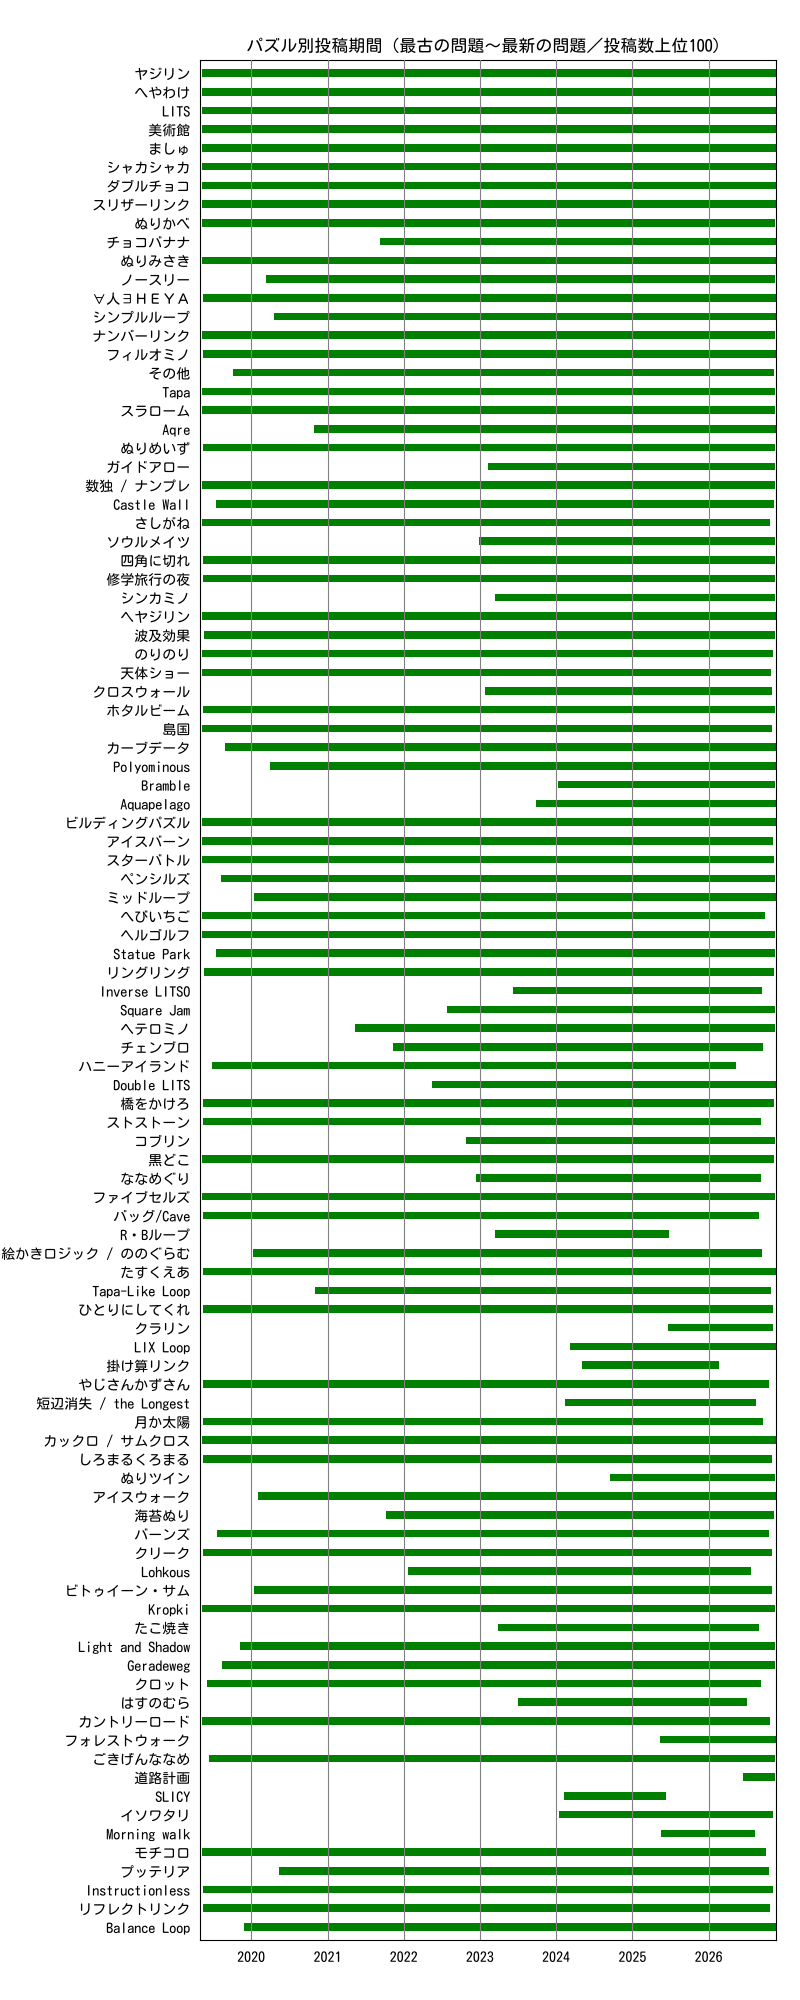 パズル別投稿期間（最古の問題～最新の問題／投稿数上位100）
ヤジリン
へやわけ
LITS
美術館
ましゅ
シャカシャカ
ダブルチョコ
スリザーリンク
ぬりかべ
チョコバナナ
ぬりみさき
ノースリー
∀人∃ＨＥＹＡ
シンプルループ
ナンバーリンク
フィルオミノ
その他
Tapa
スラローム
Aqre
ぬりめいず
ガイドアロー
数独 / ナンプレ
Castle Wall
さしがね
ソウルメイツ
四角に切れ
修学旅行の夜
シンカミノ
ヘヤジリン
波及効果
のりのり
天体ショー
クロスウォール
ホタルビーム
島国
カーブデータ
Polyominous
Bramble
Aquapelago
ビルディングパズル
アイスバーン
スターバトル
ペンシルズ
ミッドループ
へびいちご
ヘルゴルフ
Statue Park
リングリング
Inverse LITSO
Square Jam
ヘテロミノ
チェンブロ
ハニーアイランド
Double LITS
橋をかけろ
ストストーン
コブリン
黒どこ
ななめぐり
ファイブセルズ
バッグ/Cave
R・Bループ
絵かきロジック / ののぐらむ
たすくえあ
Tapa-Like Loop
ひとりにしてくれ
クラリン
LIX Loop
掛け算リンク
やじさんかずさん
短辺消失 / the Longest
月か太陽
カックロ / サムクロス
しろまるくろまる
ぬりツイン
アイスウォーク
海苔ぬり
バーンズ
クリーク
Lohkous
ビトゥイーン・サム
Kropki
たこ焼き
Light and Shadow
Geradeweg
クロット
はすのむら
カントリーロード
フォレストウォーク
ごきげんななめ
道路計画
SLICY
イソワタリ
Morning walk
モチコロ
プッテリア
Instructionless
リフレクトリンク
Balance Loop
2020 2021 2022 2023 2024 2025 2026